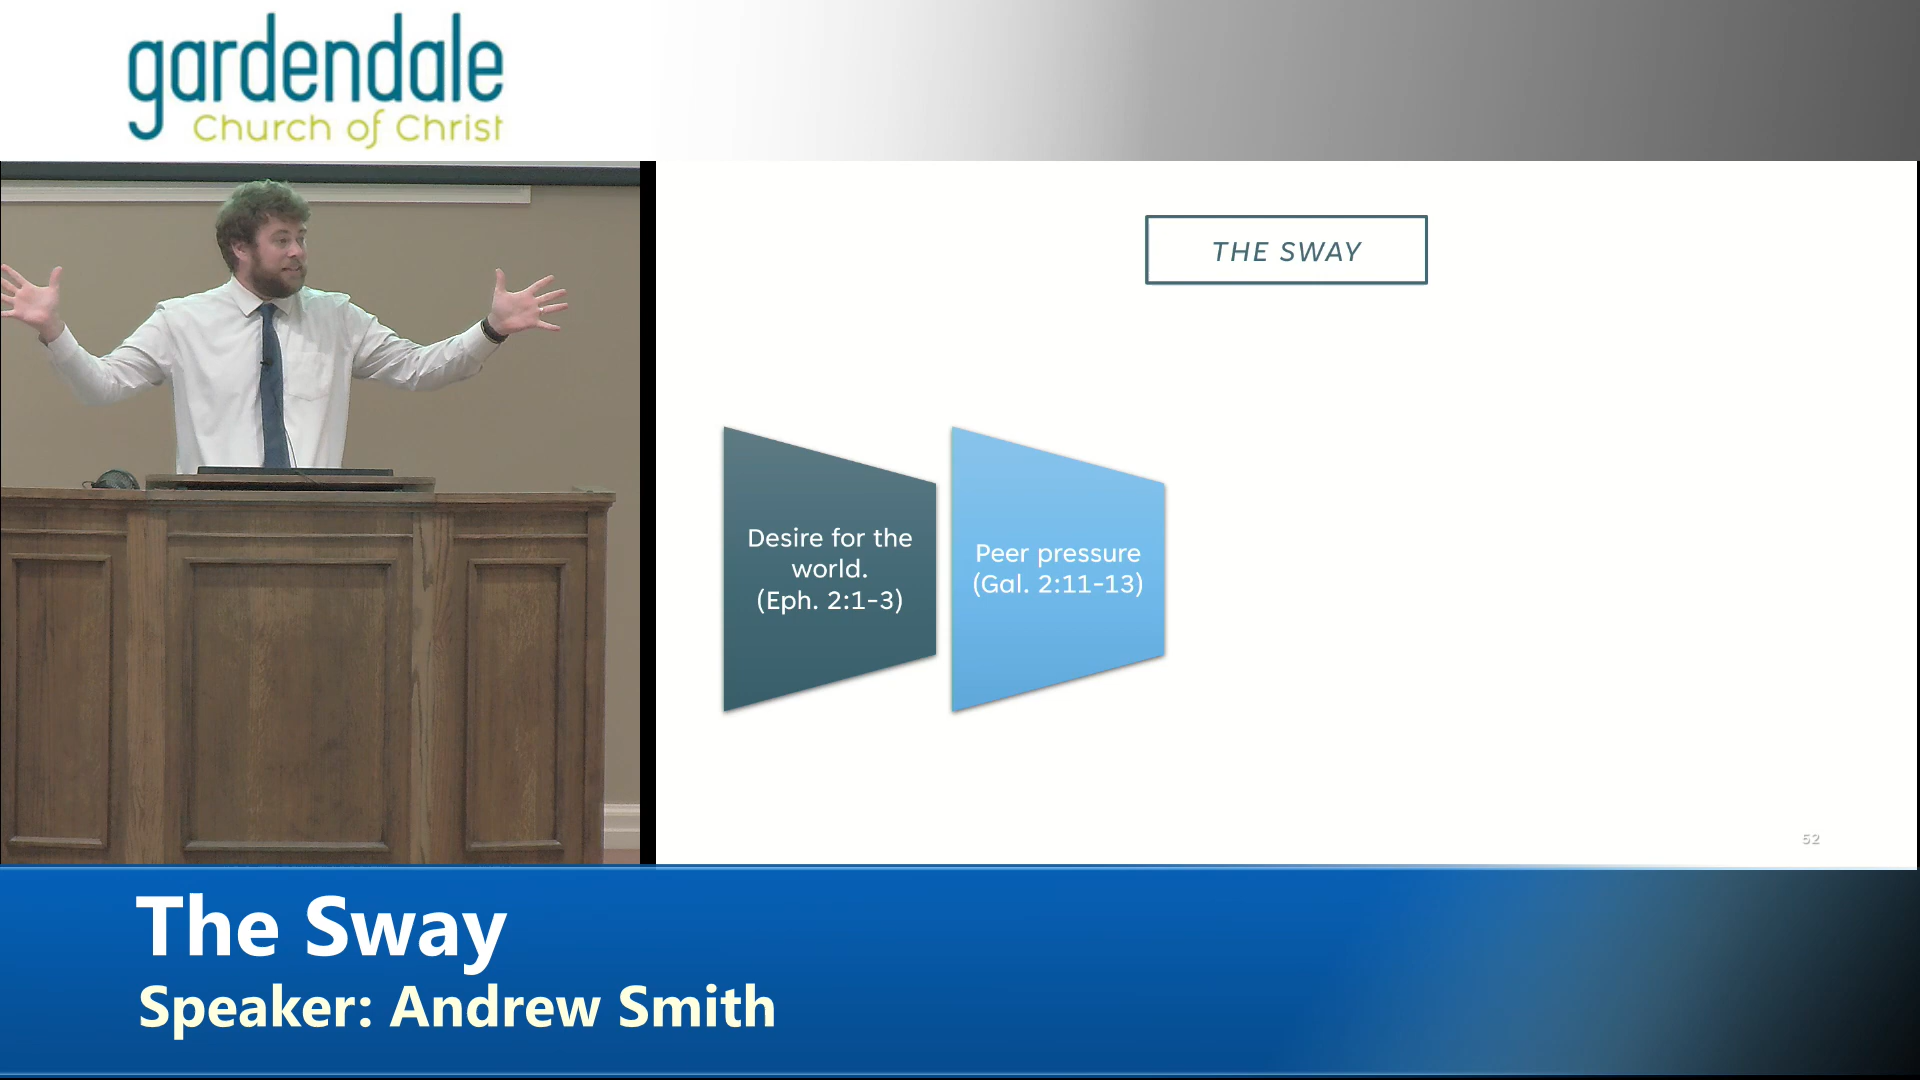 gardendale
Church of Christ
THE SWAY
Desire for the
world.
(Eph. 2:1-3)
Peer pressure
(Gal. 2:11-13)
52
The Sway
Speaker: Andrew Smith